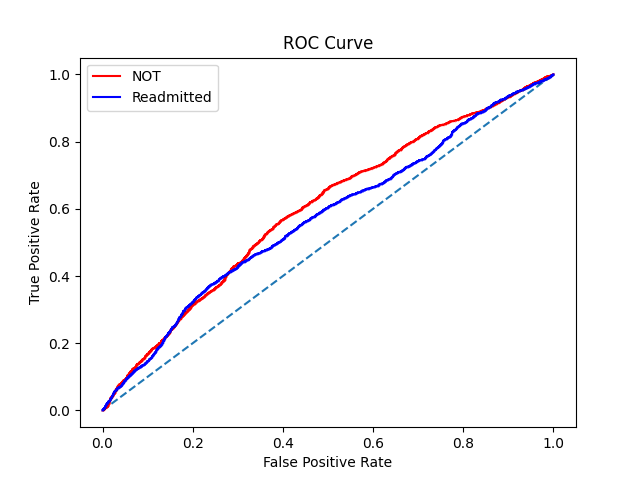 ROC Curve
NOT
Readmitted
True Positive Rate
1.0
0.8
0.6
0.4
0.2
0.0
0.0 0.2 0.4 0.6 0.8 1.0
False Positive Rate